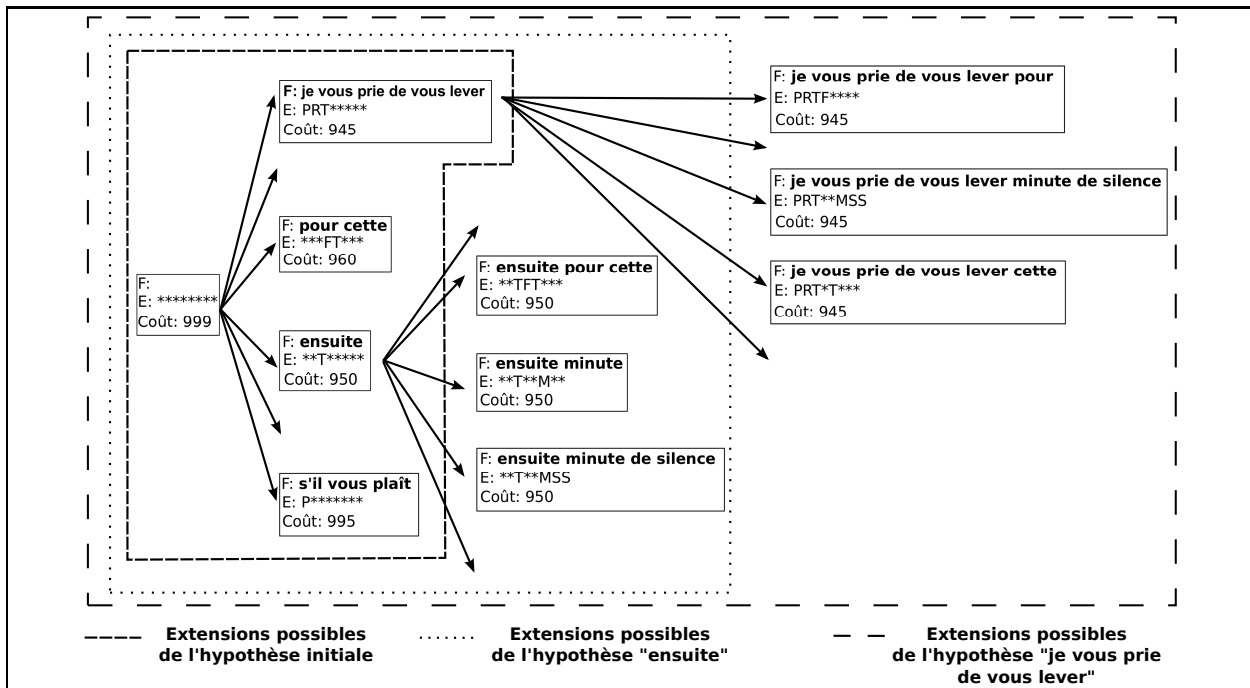 F: je vous prie de vous lever
E: PRT*****
Coût: 945
F: pour cette
E: ***FT***
Coût: 960
F:
E: ********
Coût: 999
F: ensuite
E: **T*****
Coût: 950
F: s'il vous plaît
E: P*******
Coût: 995
F: ensuite pour cette
E: **TFT***
Coût: 950
F: ensuite minute
E: **T**M**
Coût: 950
F: ensuite minute de silence
E: **T**MSS
Coût: 950
F: je vous prie de vous lever pour
E: PRTF****
Coût: 945
F: je vous prie de vous lever minute de silence
E: PRT**MSS
Coût: 945
F: je vous prie de vous lever cette
E: PRT*T***
Coût: 945
Extensions possibles
de l'hypothèse initiale
Extensions possibles
de l'hypothèse "ensuite"
Extensions possibles
de l'hypothèse "je vous prie
de vous lever"